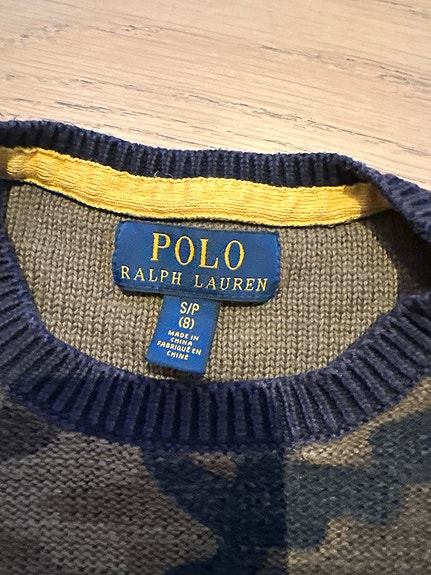 POLO
RALPH LAUREN
S/P
(8)
MADE IN
CHINA
FABRIQUÉ EN
CHINE